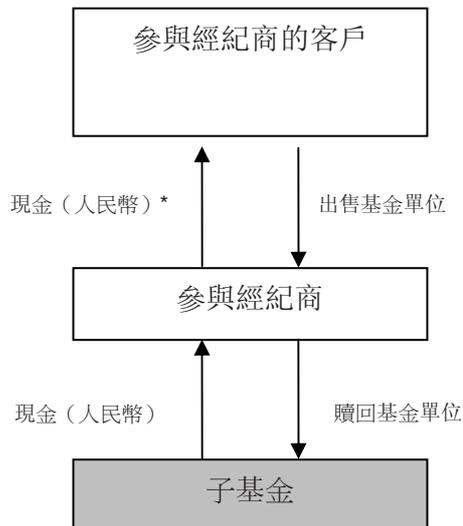 參與經紀商的客戶
現金（人民幣）*
出售基金單位
參與經紀商
現金（人民幣）
贖回基金單位
子基金